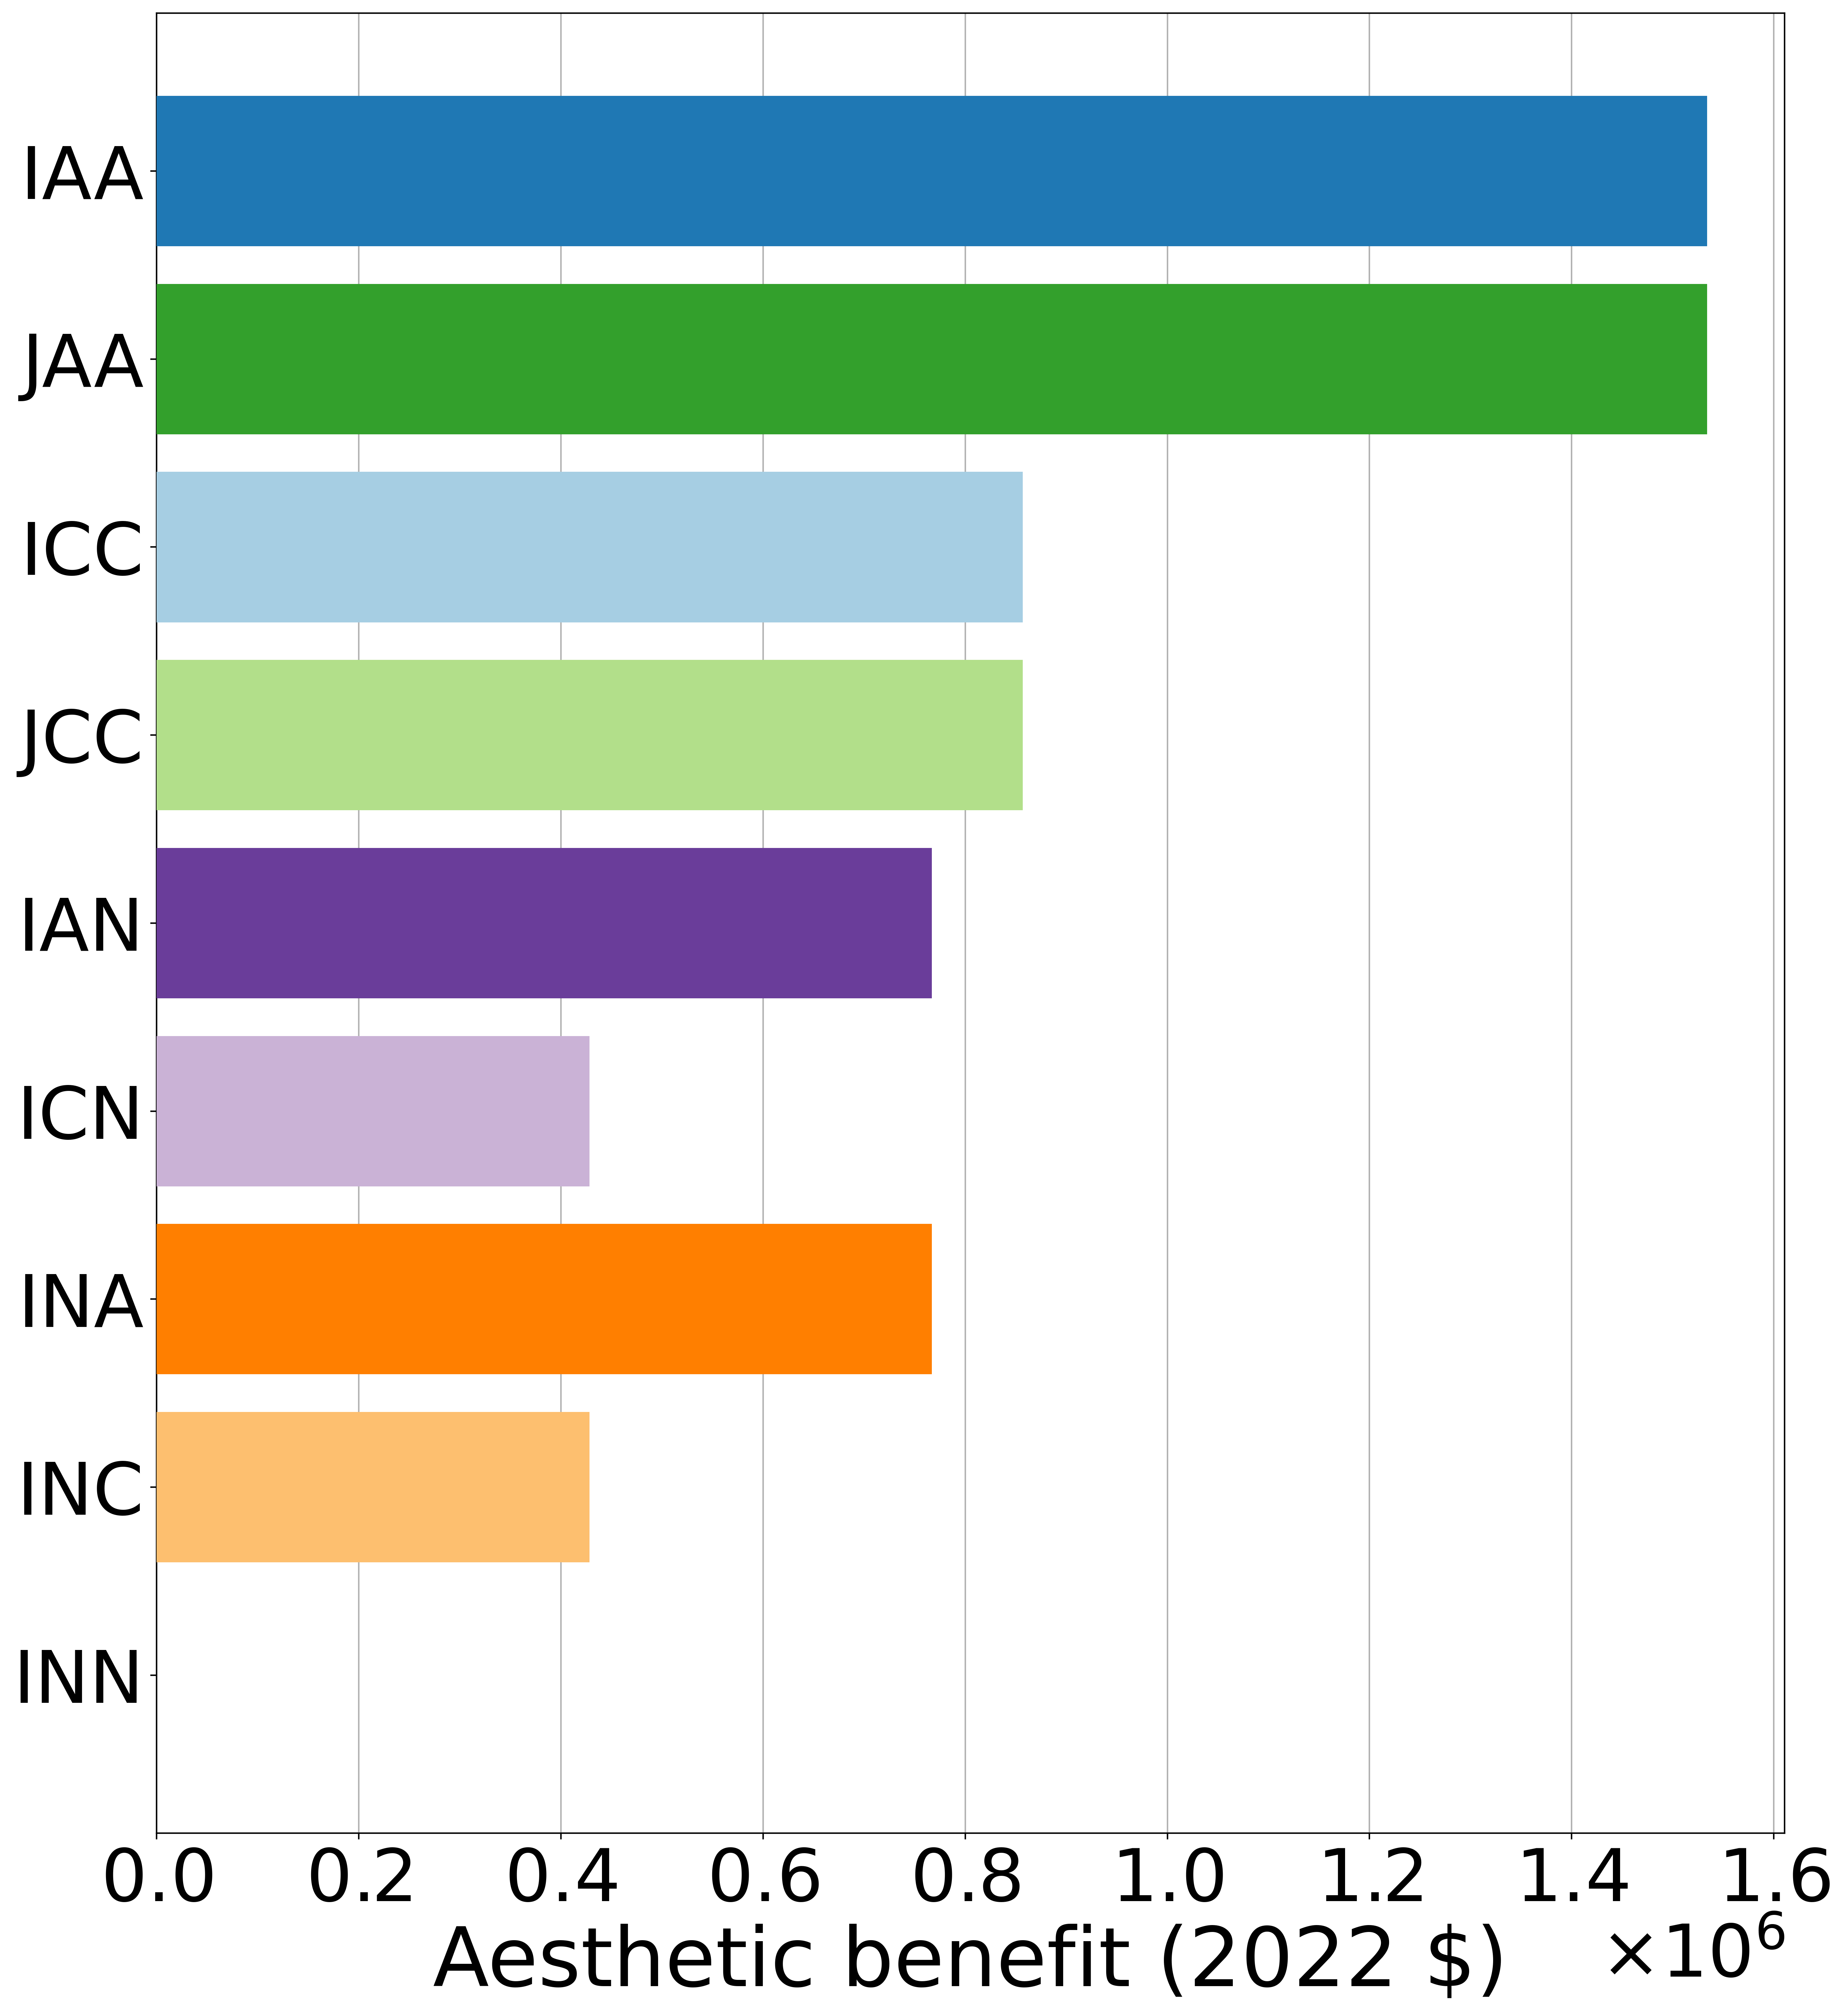 IAA
JAA
ICC
JCC
IAN
ICN
INA
INC
INN
0.0 0.2 0.4 0.6 0.8 1.0 1.2 1.4 1.6
Aesthetic benefit (2022 $) ×10⁶